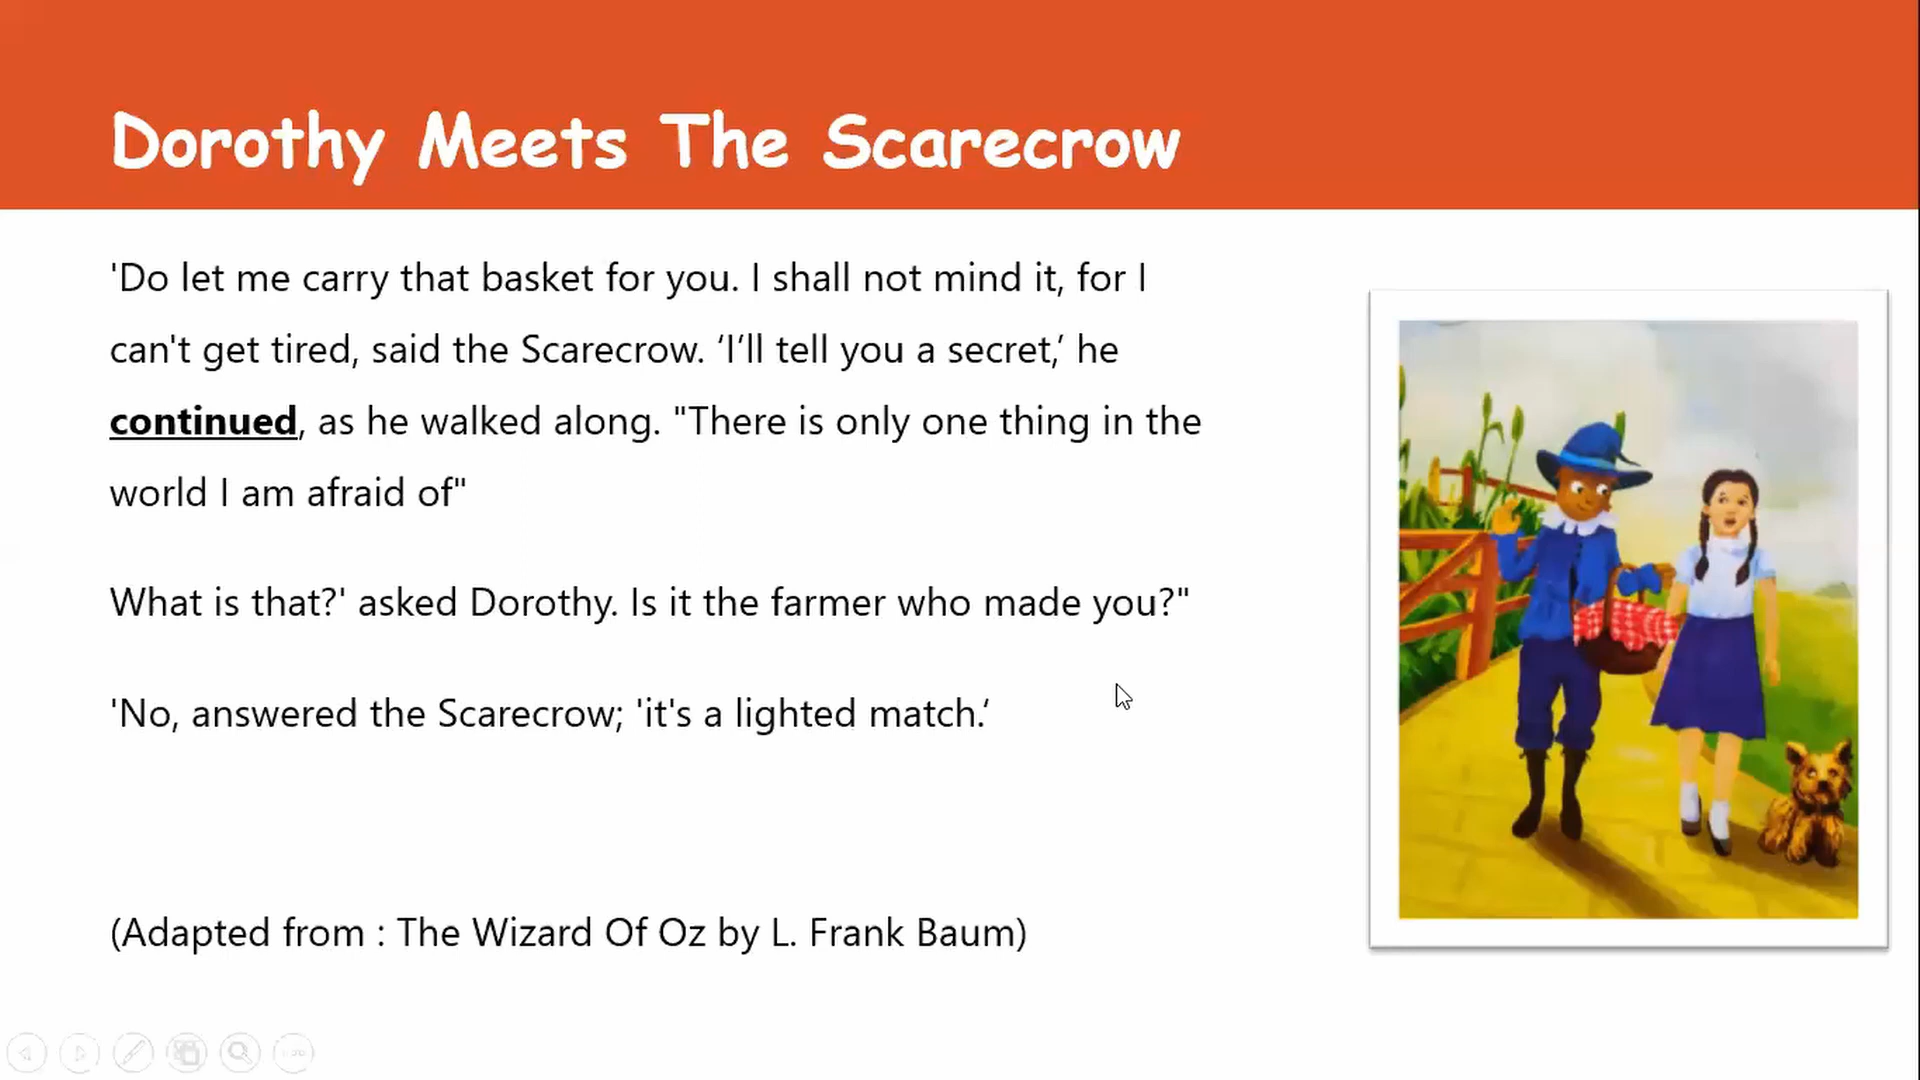 Dorothy Meets The Scarecrow
'Do let me carry that basket for you. I shall not mind it, for I
can't get tired, said the Scarecrow. ‘I’ll tell you a secret,’ he
continued, as he walked along. "There is only one thing in the
world I am afraid of"
What is that?' asked Dorothy. Is it the farmer who made you?"
'No, answered the Scarecrow; 'it's a lighted match.‘
(Adapted from : The Wizard Of Oz by L. Frank Baum)